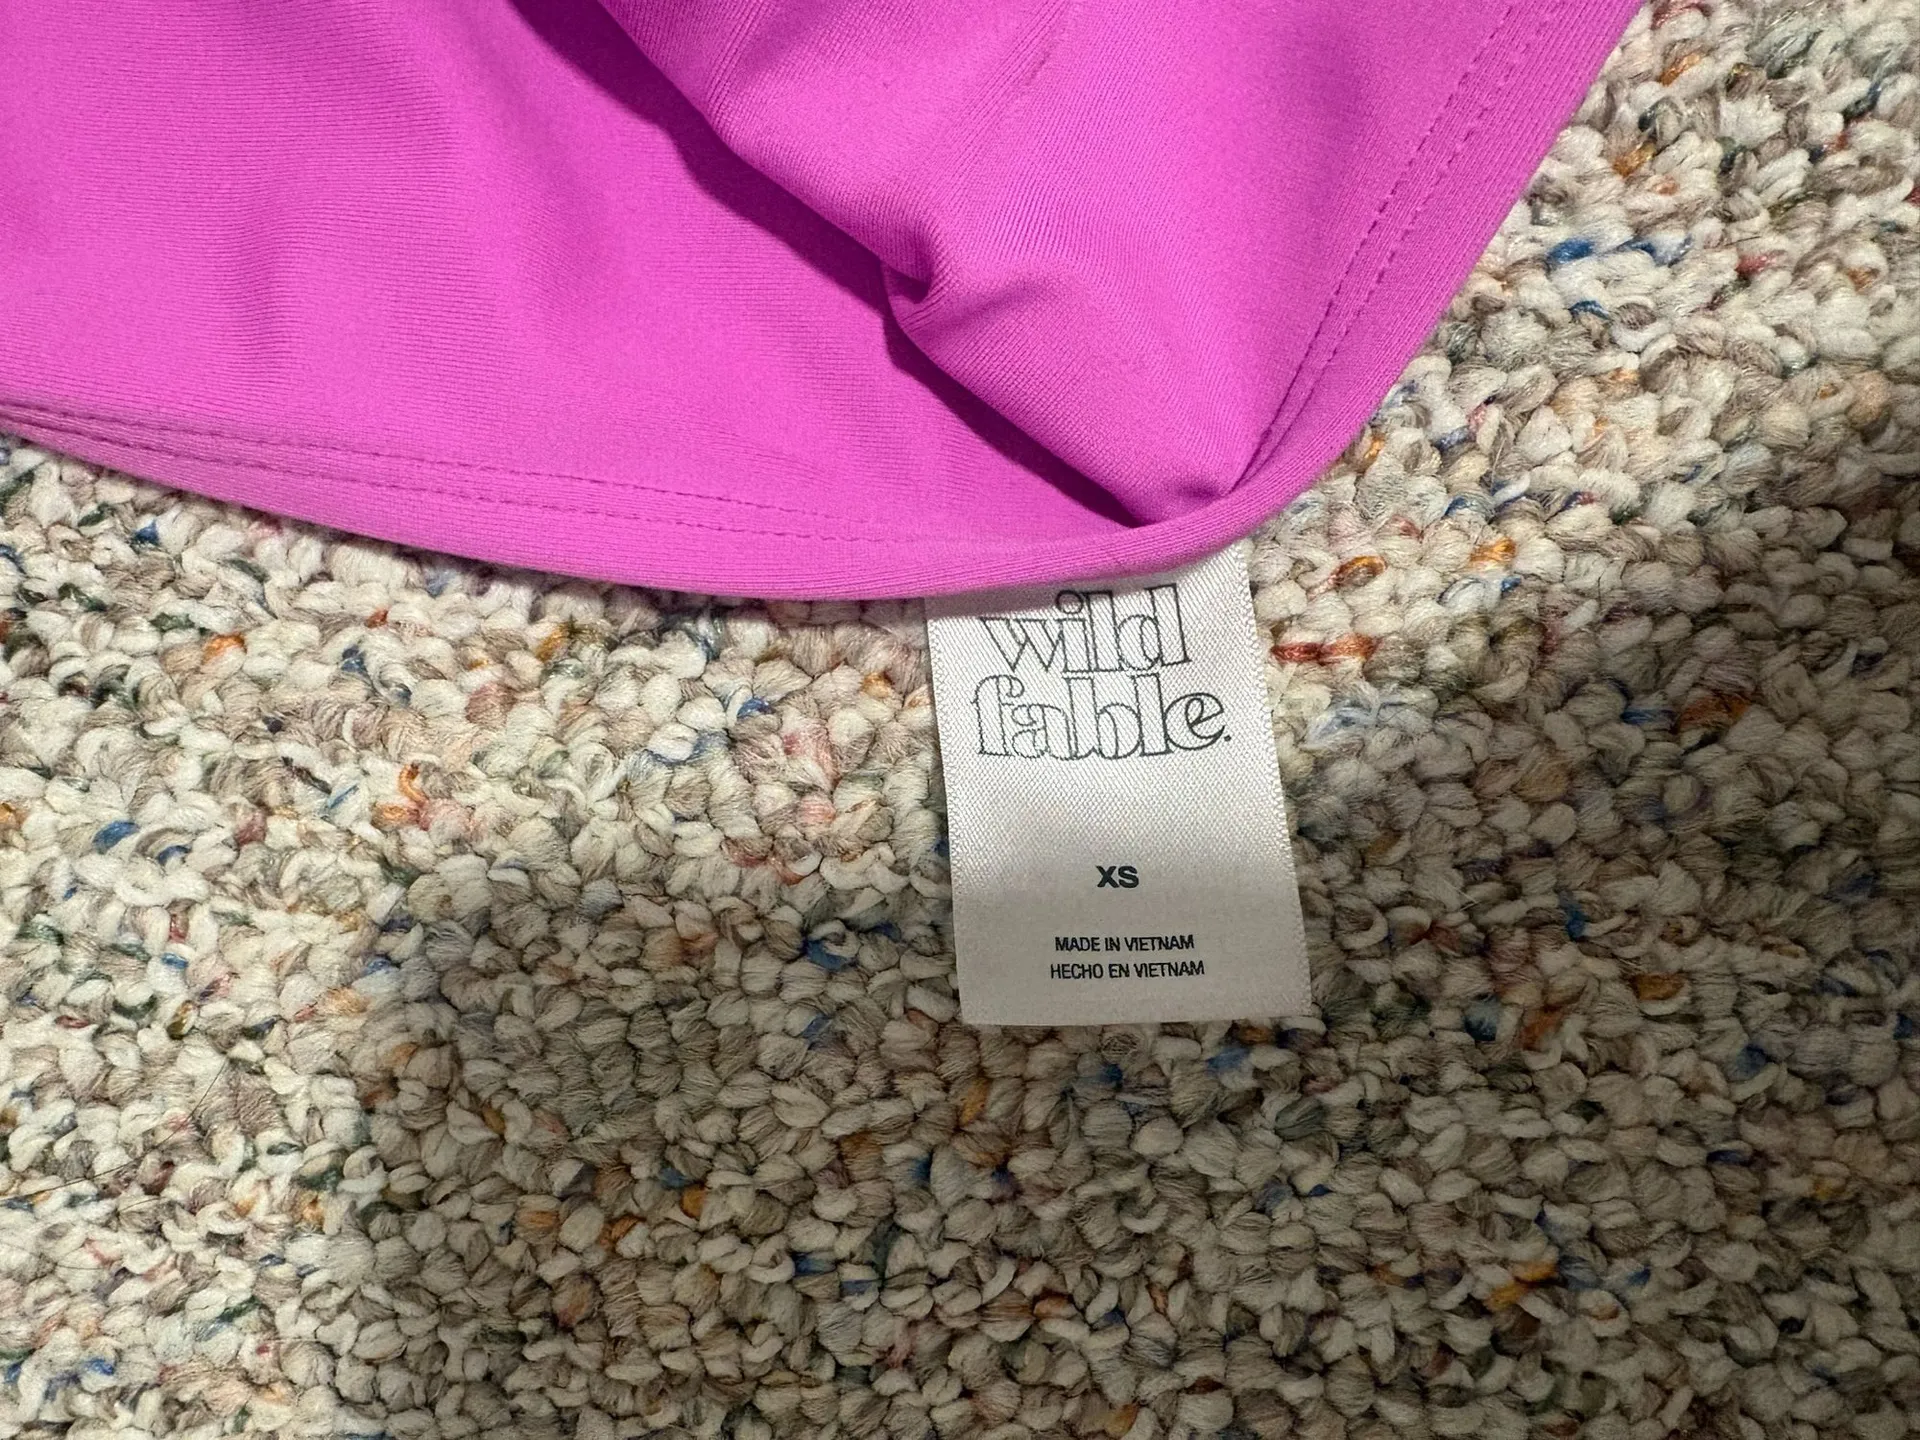 wild
fable.
XS
MADE IN VIETNAM
HECHO EN VIETNAM